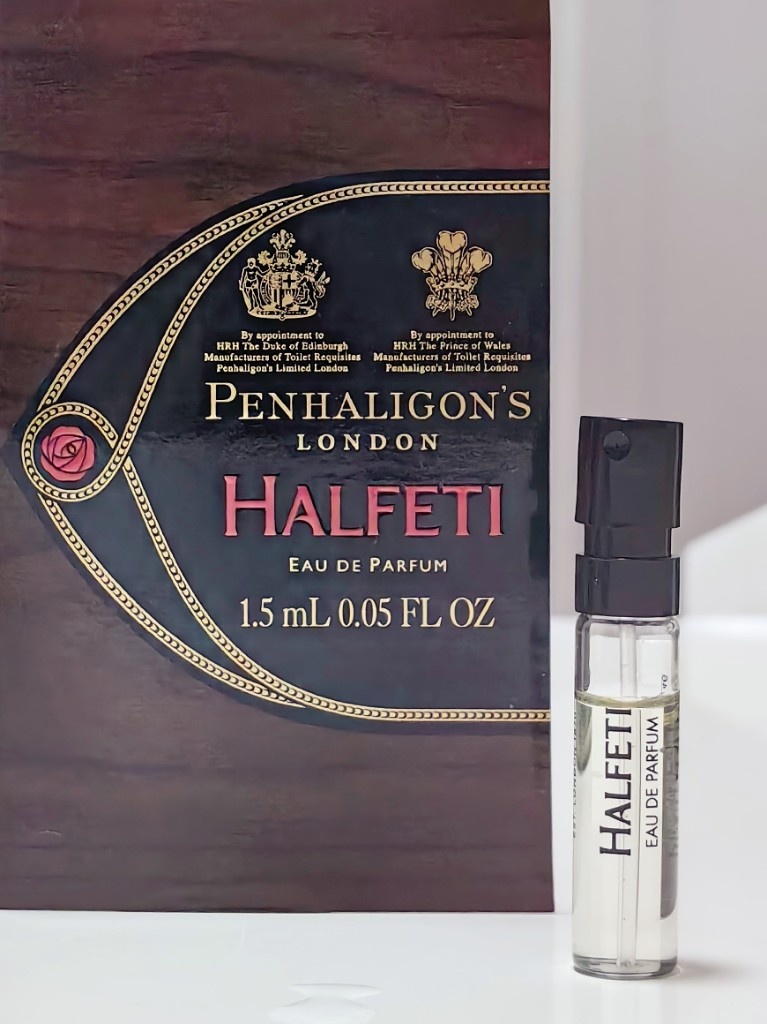 By appointment to
HRH The Duke of Edinburgh
Manufacturers of Toilet Requisites
Penhaligon's Limited London
By appointment to
HRH The Prince of Wales
Manufacturers of Toilet Requisites
Penhaligon's Limited London
PENHALIGON'S
LONDON
HALFETI
EAU DE PARFUM
1.5 mL 0.05 FL OZ
HALFETI
EAU DE PARFUM